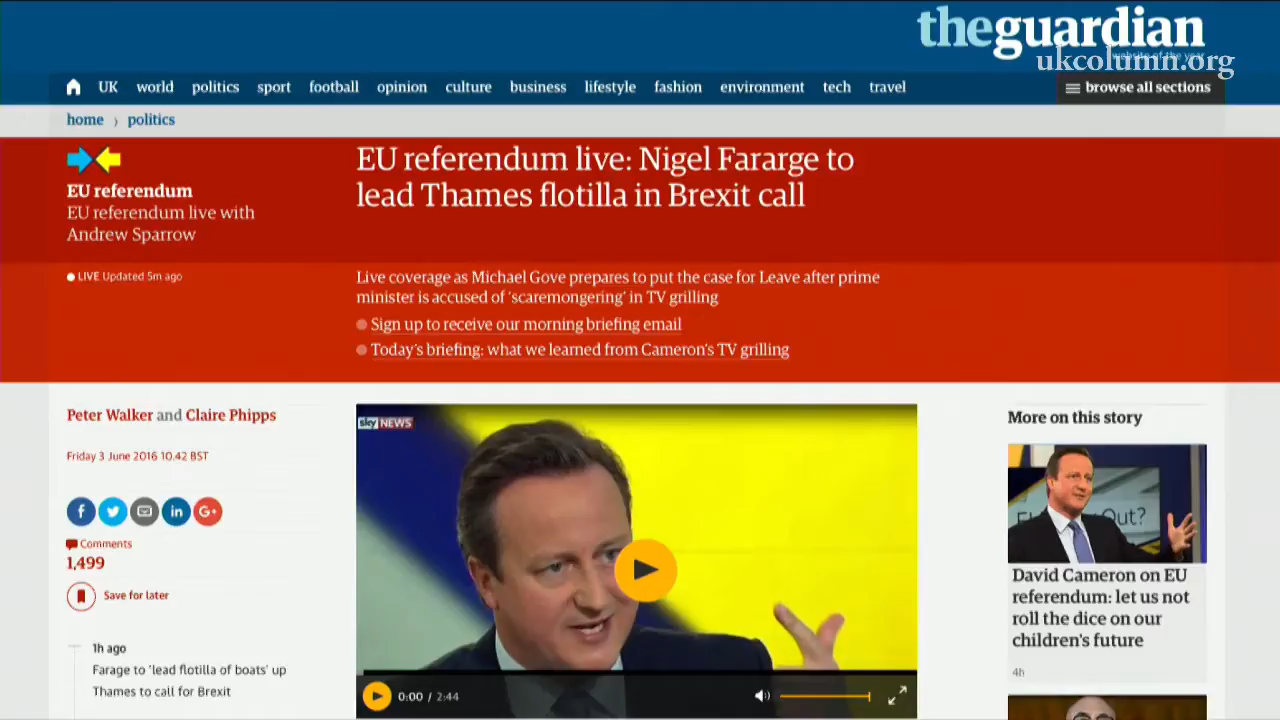 theguardian
website of the year
ukcolumn.org
UK world politics sport football opinion culture business lifestyle fashion environment tech travel
browse all sections
home › politics
EU referendum
EU referendum live with
Andrew Sparrow
EU referendum live: Nigel Fararge to
lead Thames flotilla in Brexit call
LIVE Updated 5m ago
Live coverage as Michael Gove prepares to put the case for Leave after prime
minister is accused of ‘scaremongering’ in TV grilling
Sign up to receive our morning briefing email
Today’s briefing: what we learned from Cameron’s TV grilling
Peter Walker and Claire Phipps
Friday 3 June 2016 10.42 BST
f in G+
Comments
1,499
Save for later
1h ago
Farage to ‘lead flotilla of boats’ up
Thames to call for Brexit
sky NEWS
0:00 / 2:44
More on this story
Out?
David Cameron on EU
referendum: let us not
roll the dice on our
children’s future
4h